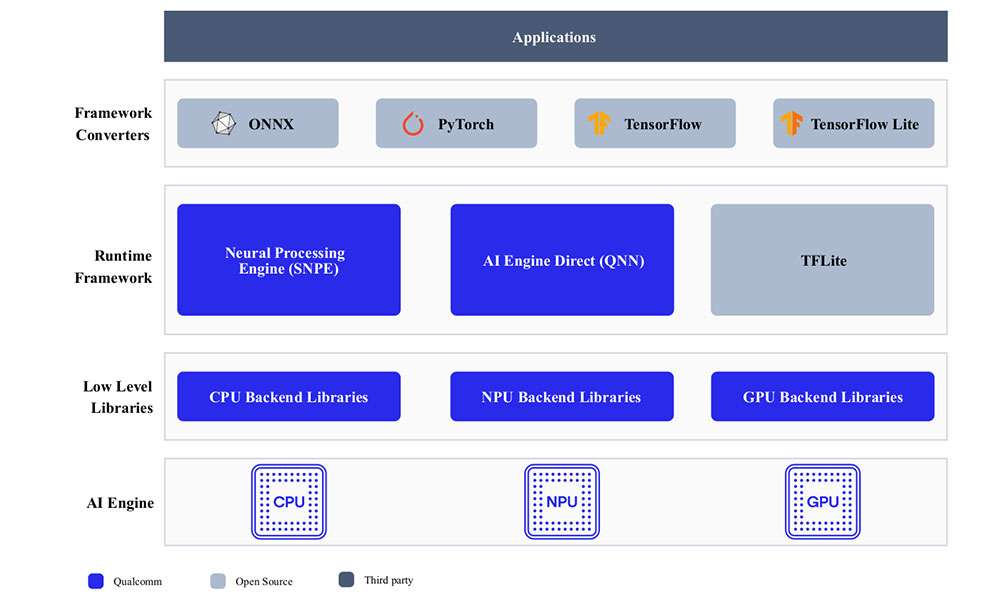 Applications
Framework
Converters
ONNX
PyTorch
TensorFlow
TensorFlow Lite
Runtime
Framework
Neural Processing
Engine (SNPE)
AI Engine Direct (QNN)
TFLite
Low Level
Libraries
CPU Backend Libraries
NPU Backend Libraries
GPU Backend Libraries
AI Engine
CPU
NPU
GPU
Qualcomm
Open Source
Third party